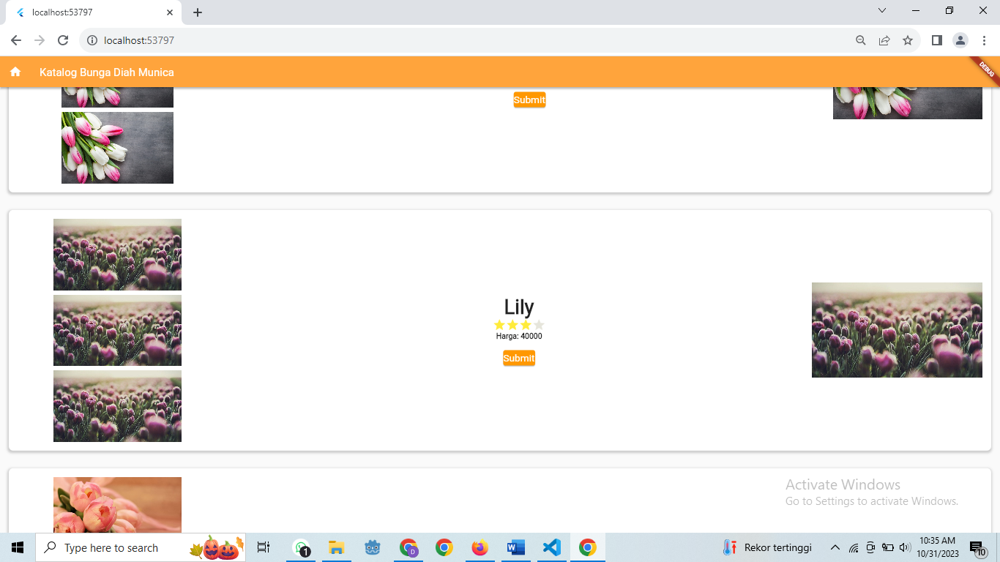 localhost:53797
localhost:53797
Katalog Bunga Diah Munica
DEBUG
Submit
Lily
Harga: 40000
Submit
Activate Windows
Go to Settings to activate Windows.
Type here to search
1
D
W
Rekor tertinggi
10:35 AM
10/31/2023
10